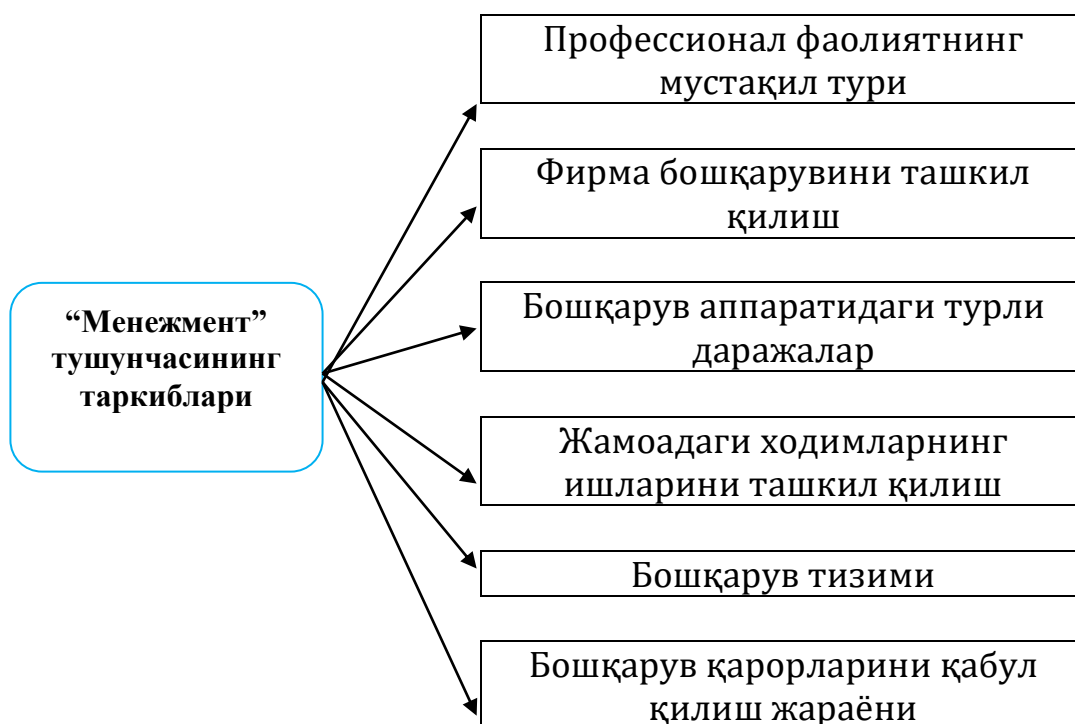 Профессионал фаолиятнинг
мустақил тури
Фирма бошқарувини ташкил
қилиш
Бошқарув аппаратидаги турли
даражалар
“Менежмент”
тушунчасининг
таркиблари
Жамоадаги ходимларнинг
ишларини ташкил қилиш
Бошқарув тизими
Бошқарув қарорларини қабул
қилиш жараёни